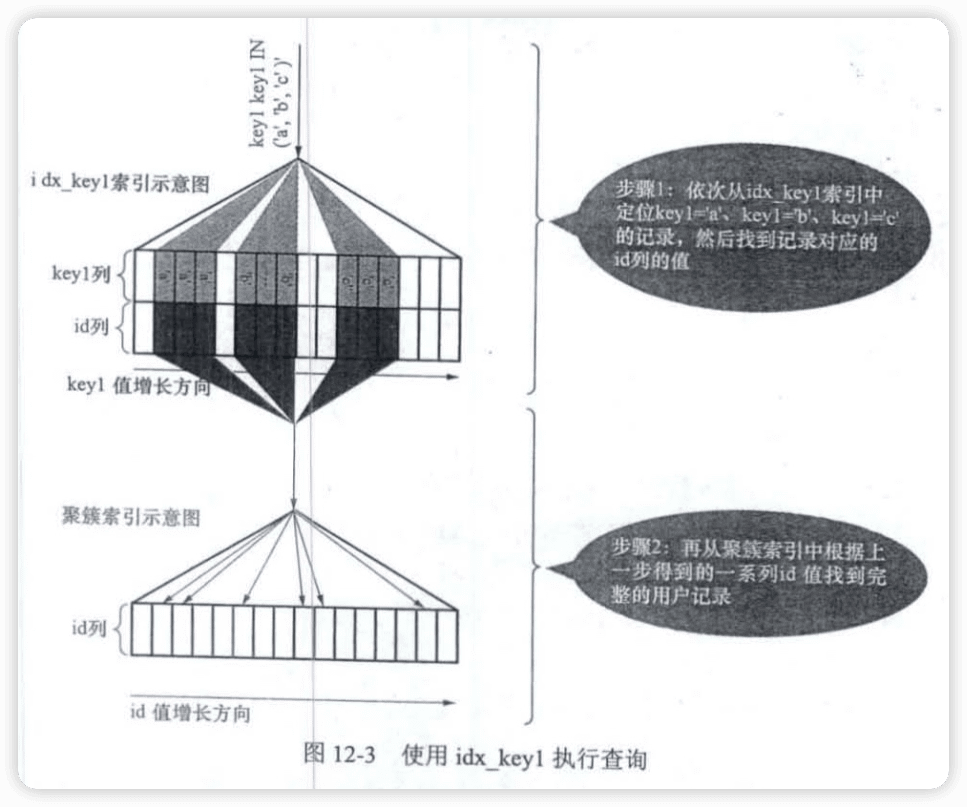 key1 key1 IN
('a', 'b', 'c')'
i dx_key1索引示意图
步骤1：依次从idx_key1索引中
定位key1='a'、key1='b'、key1='c'
的记录，然后找到记录对应的
id列的值
key1列
'a' 'a' 'a' 'b' ... 'b' 'c' 'c' 'c'
id列
key1 值增长方向
聚簇索引示意图
步骤2：再从聚簇索引中根据上
一步得到的一系列id 值找到完
整的用户记录
id列
id 值增长方向
图 12-3 使用 idx_key1 执行查询